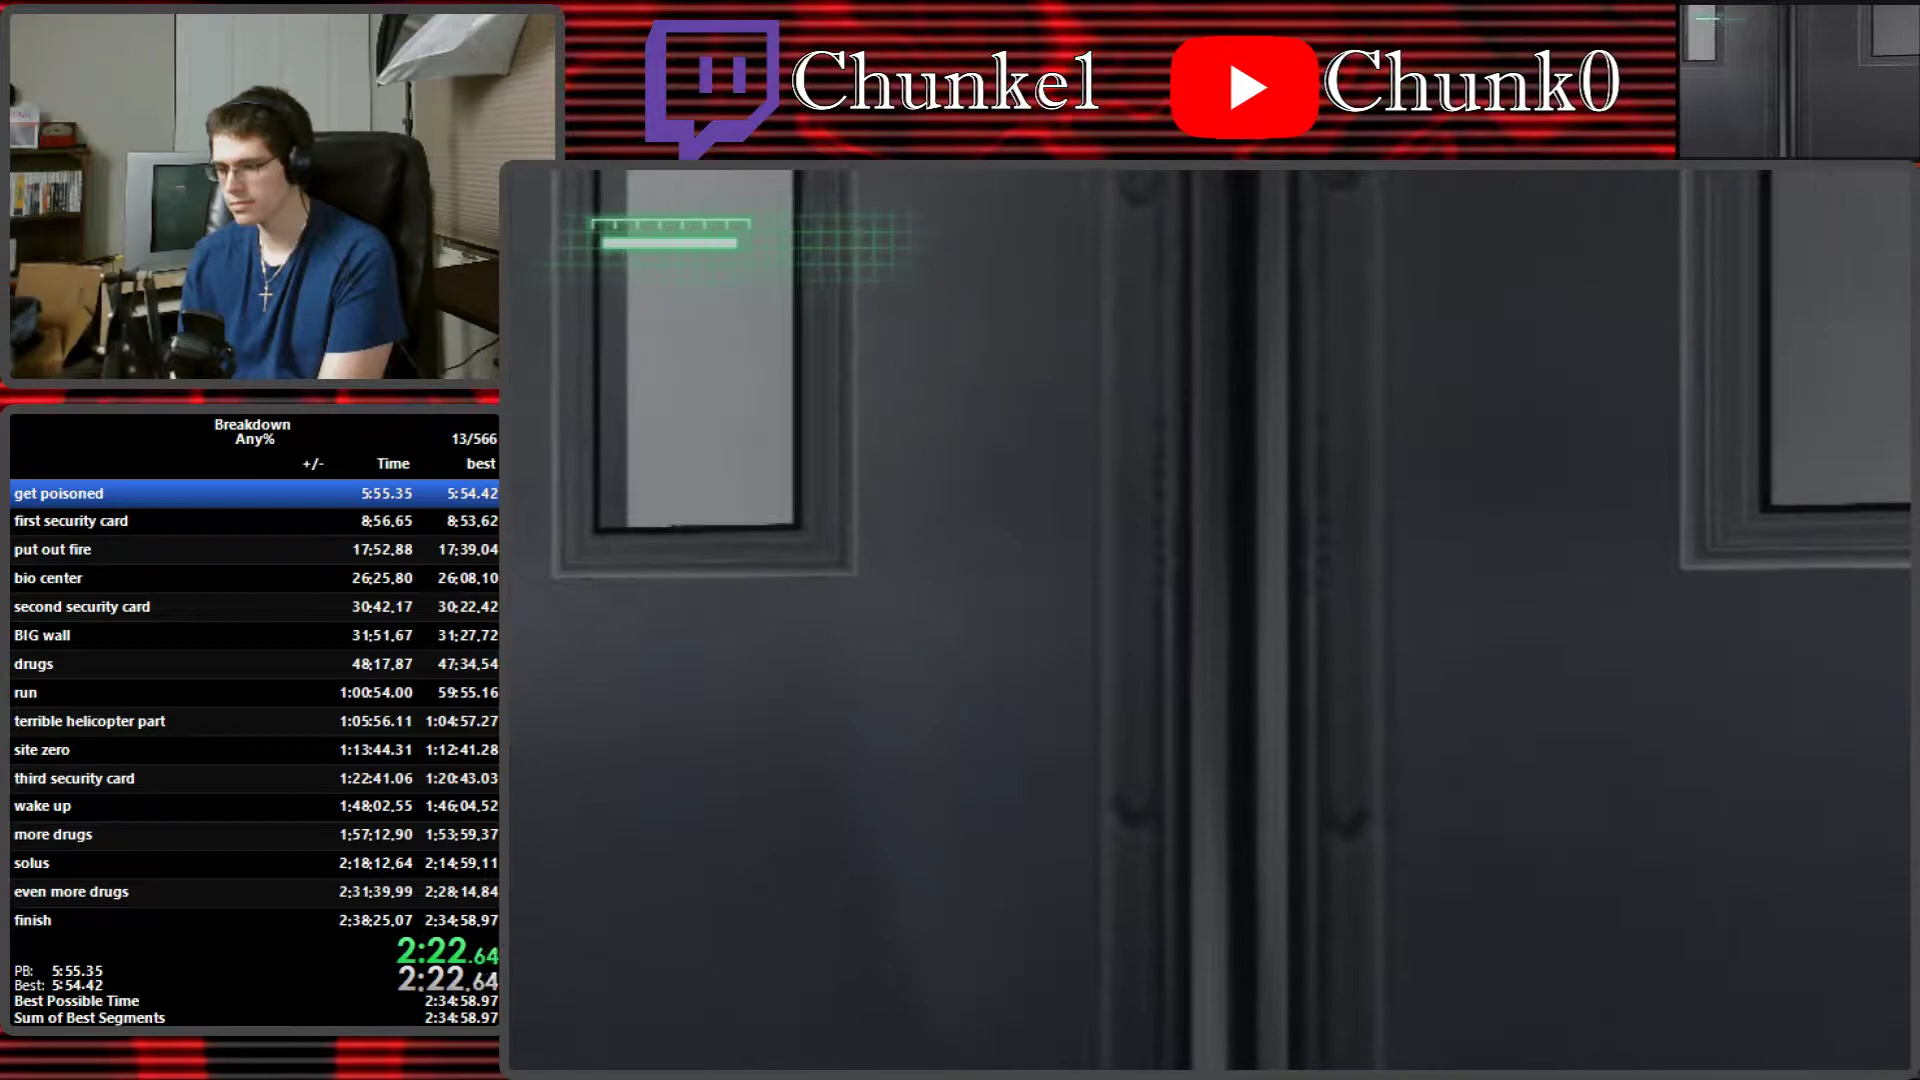 Chunke1
Chunk0
Breakdown
Any% 13/566
+/- Time best
get poisoned 5:55.35 5:54.42
first security card 8:56.65 8:53.62
put out fire 17:52.88 17:39.04
bio center 26:25.80 26:08.10
second security card 30:42.17 30:22.42
BIG wall 31:51.67 31:27.72
drugs 48:17.87 47:34.54
run 1:00:54.00 59:55.16
terrible helicopter part 1:05:56.11 1:04:57.27
site zero 1:13:44.31 1:12:41.28
third security card 1:22:41.06 1:20:43.03
wake up 1:48:02.55 1:46:04.52
more drugs 1:57:12.90 1:53:59.37
solus 2:18:12.64 2:14:59.11
even more drugs 2:31:39.99 2:28:14.84
finish 2:38:25.07 2:34:58.97
2:22.64
PB: 5:55.35
Best: 5:54.42
2:22.64
Best Possible Time 2:34:58.97
Sum of Best Segments 2:34:58.97